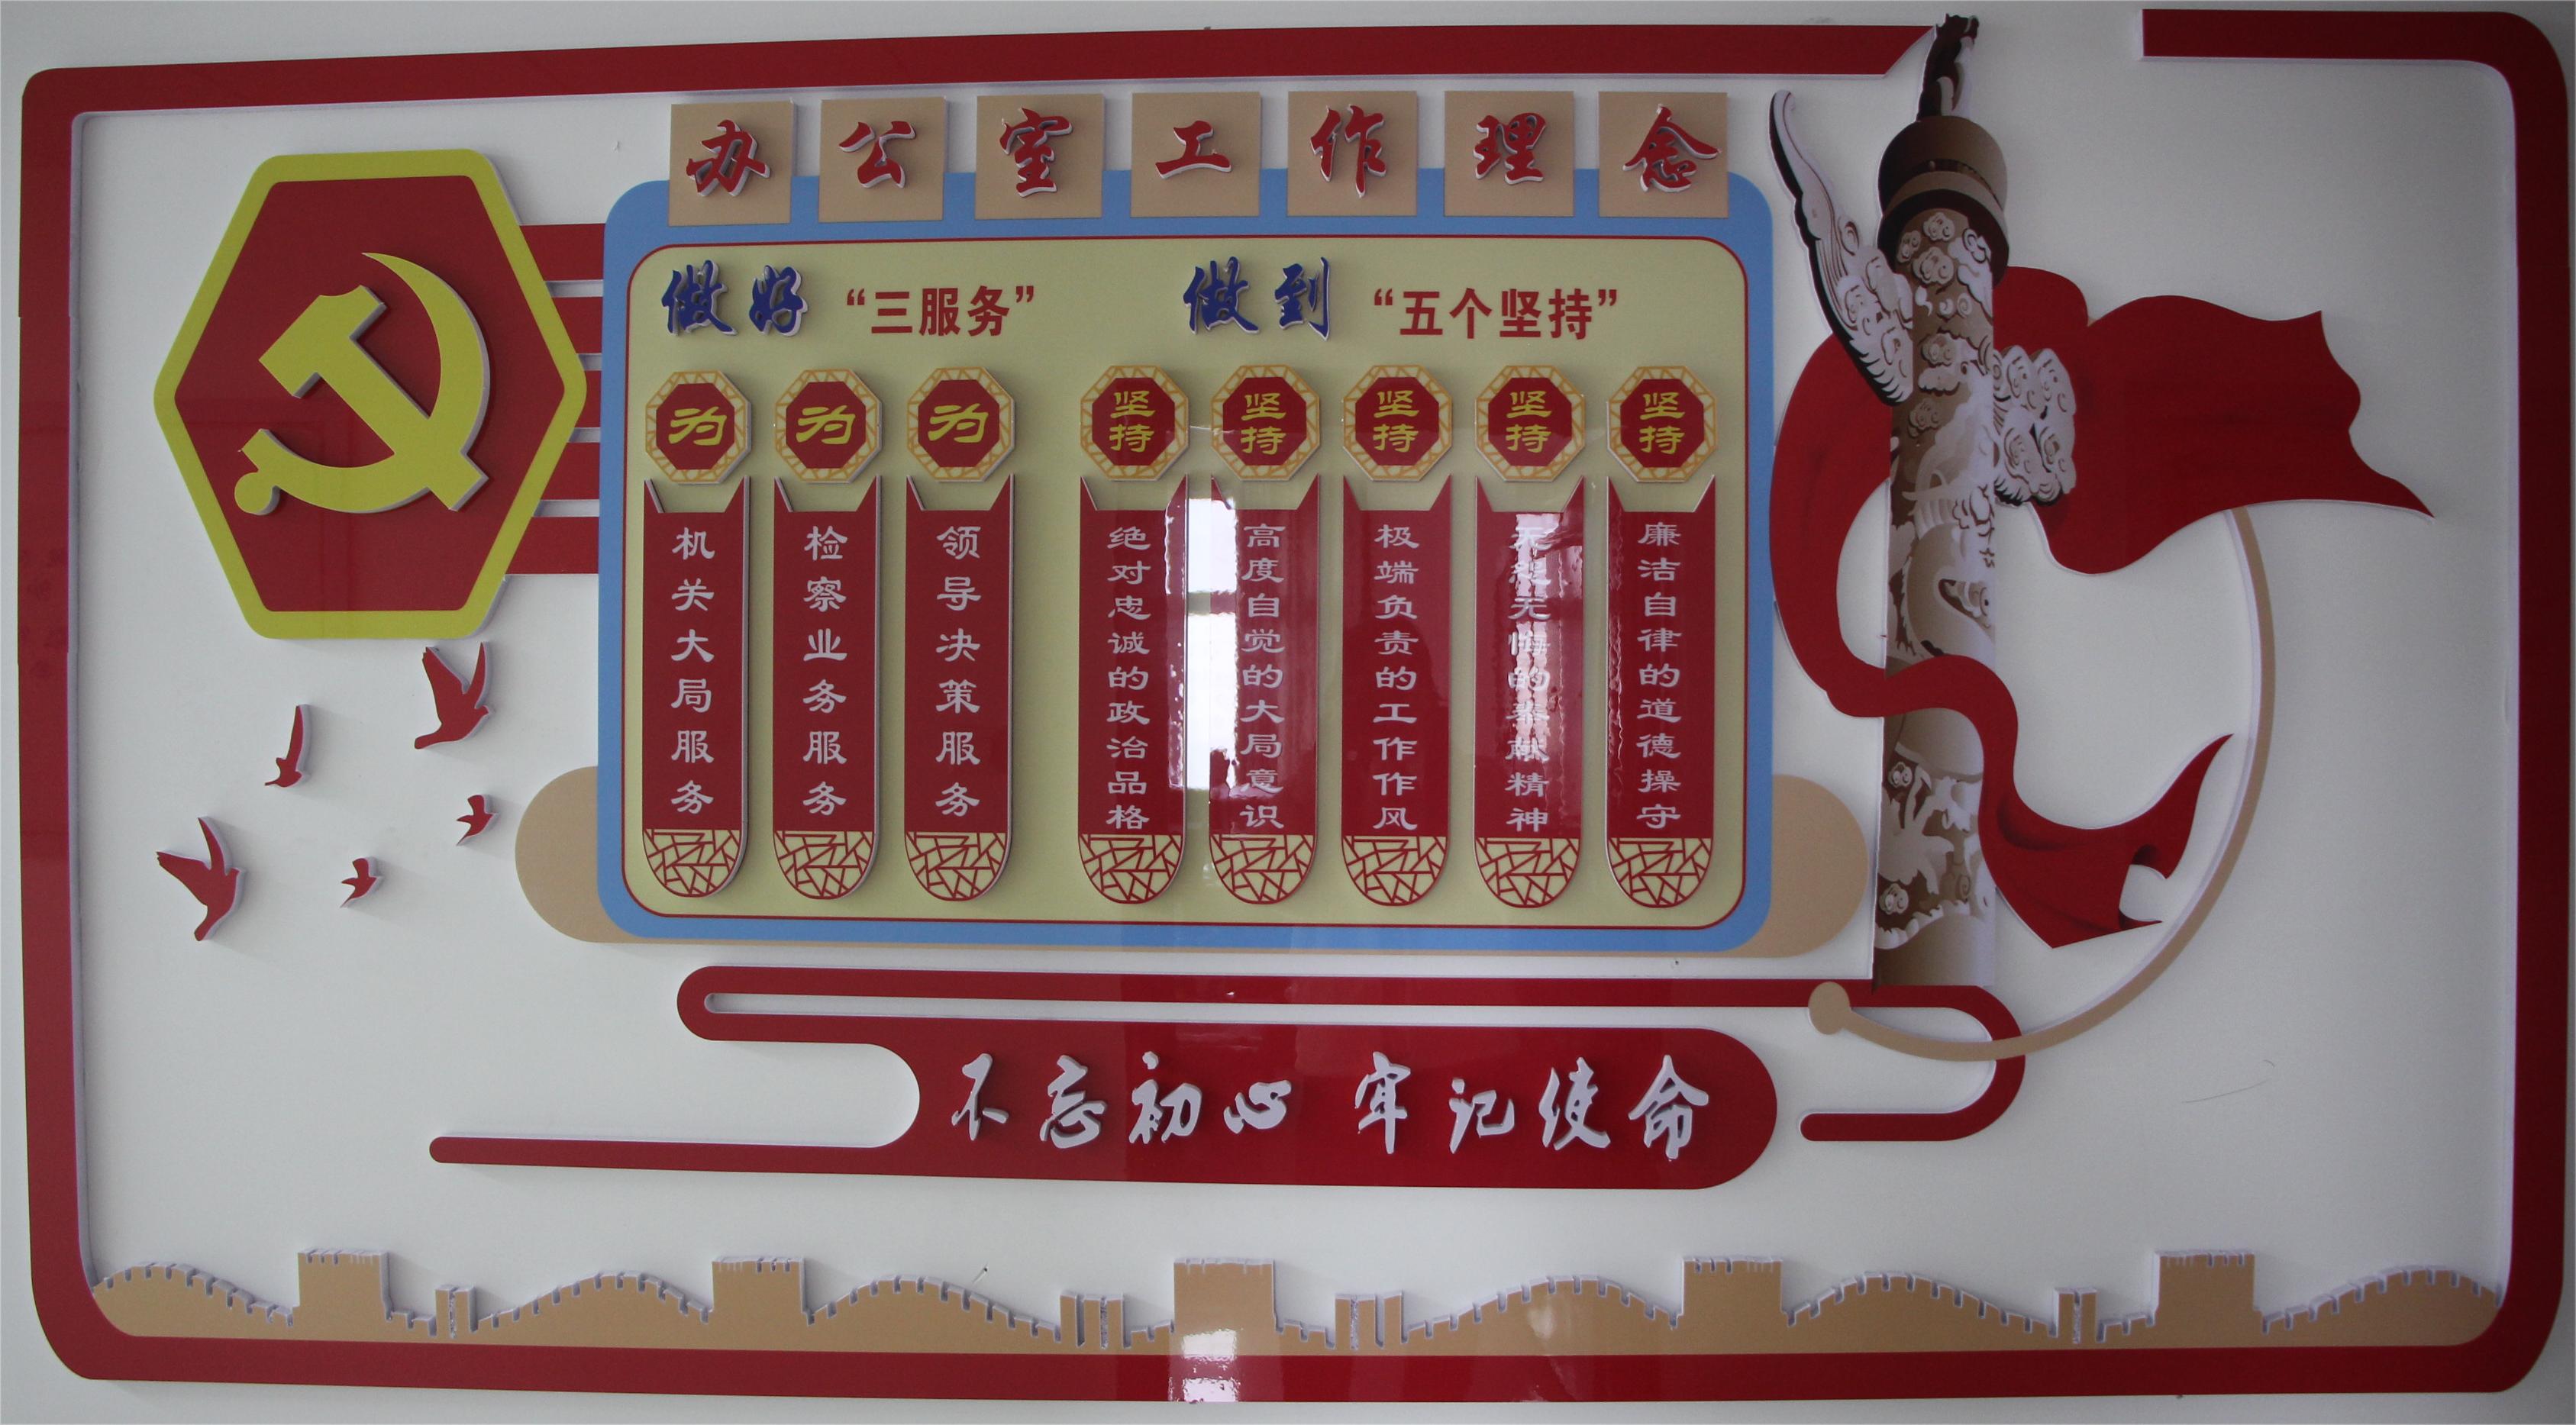 办公室工作理念
做好“三服务”
为机关大局服务
为检察业务服务
为领导决策服务
做到“五个坚持”
坚持绝对忠诚的政治品格
坚持高度自觉的大局意识
坚持极端负责的工作作风
坚持无怨无悔的奉献精神
坚持廉洁自律的道德操守
不忘初心 牢记使命